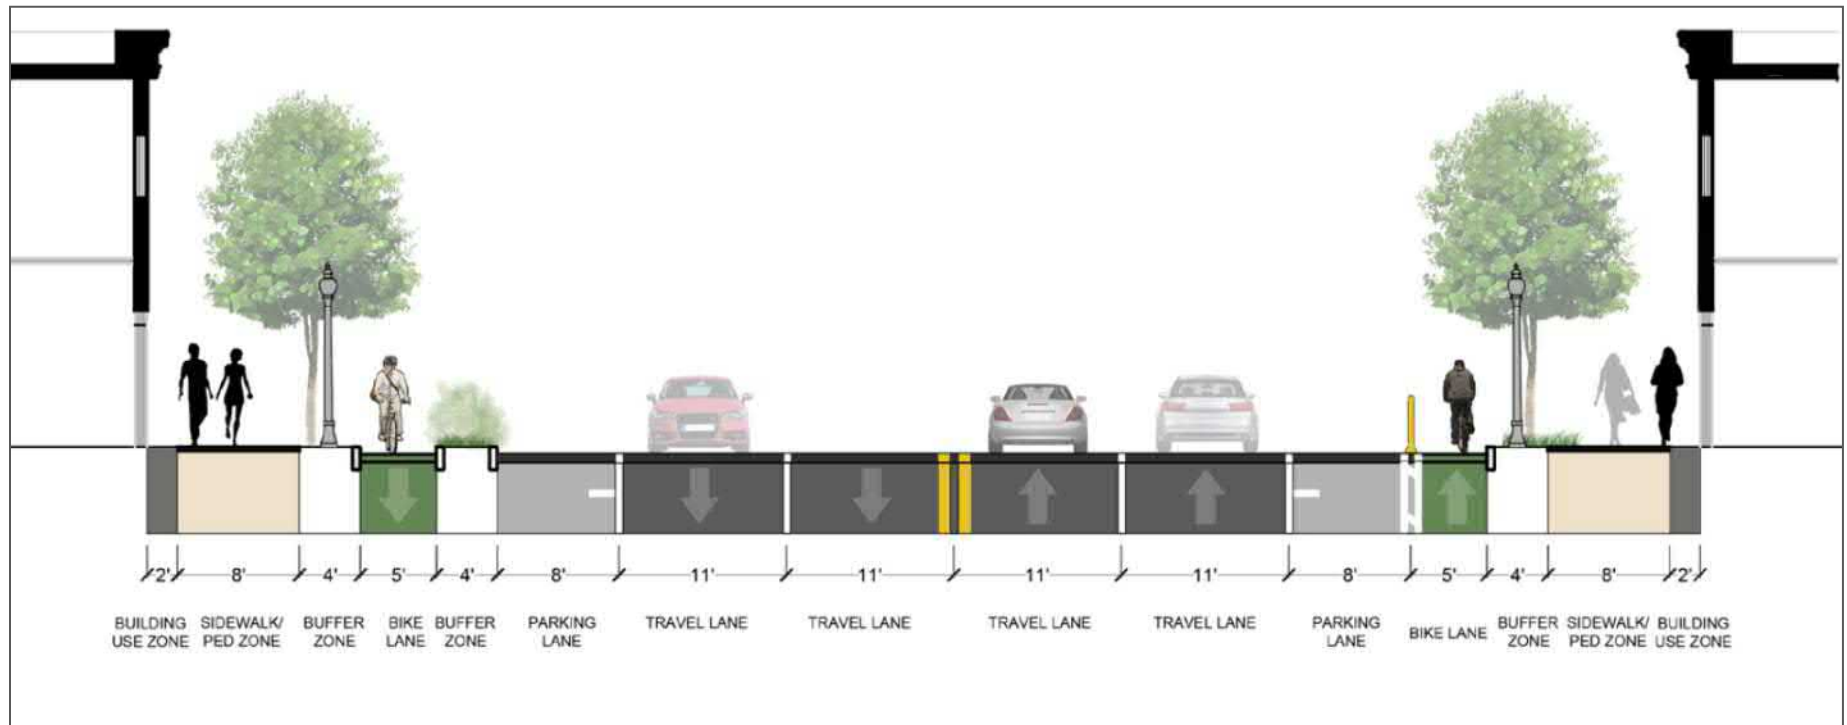 2' 8' 4' 5' 4' 8' 11' 11' 11' 11' 8' 5' 4' 8' 2'
BUILDING USE ZONE
SIDEWALK/ PED ZONE
BUFFER ZONE
BIKE LANE
BUFFER ZONE
PARKING LANE
TRAVEL LANE
TRAVEL LANE
TRAVEL LANE
TRAVEL LANE
PARKING LANE
BIKE LANE
BUFFER ZONE
SIDEWALK/ PED ZONE
BUILDING USE ZONE